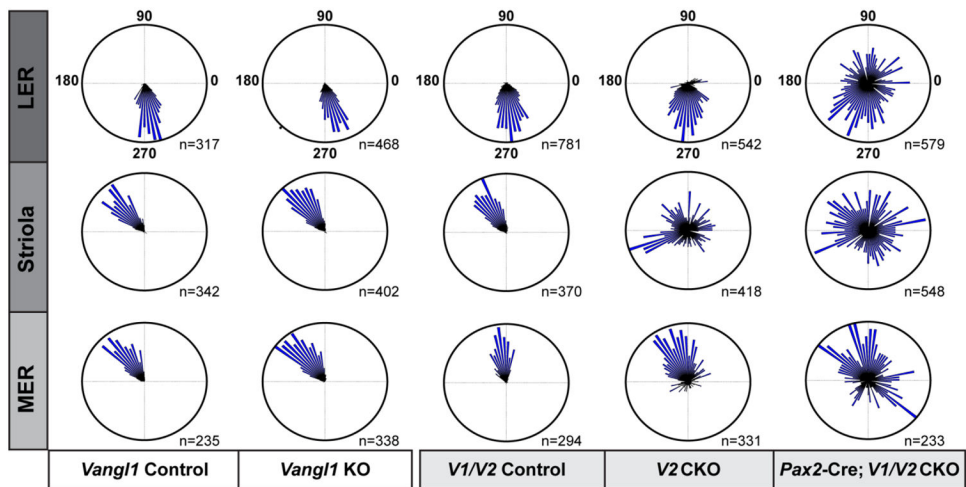 90 90 90 90 90
LER 180 0 180 0 180 0 180 0 180 0
270 n=317 270 n=468 270 n=781 270 n=542 270 n=579
Striola n=342 n=402 n=370 n=418 n=548
MER n=235 n=338 n=294 n=331 n=233
Vangl1 Control Vangl1 KO V1/V2 Control V2 CKO Pax2-Cre; V1/V2 CKO